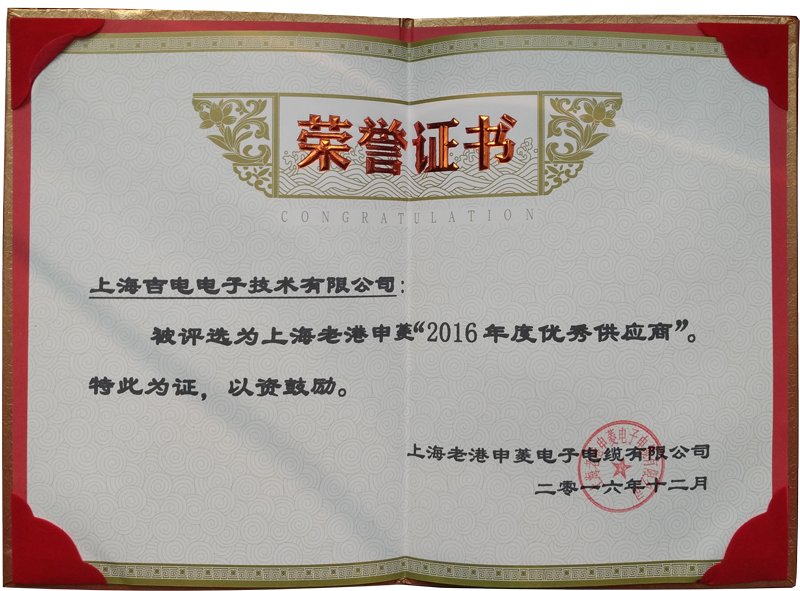 荣誉证书
CONGRATULATION
上海吉电电子技术有限公司：
被评选为上海老港申菱“2016年度优秀供应商”。
特此为证，以资鼓励。
上海老港申菱电子电缆有限公司
二零一六年十二月